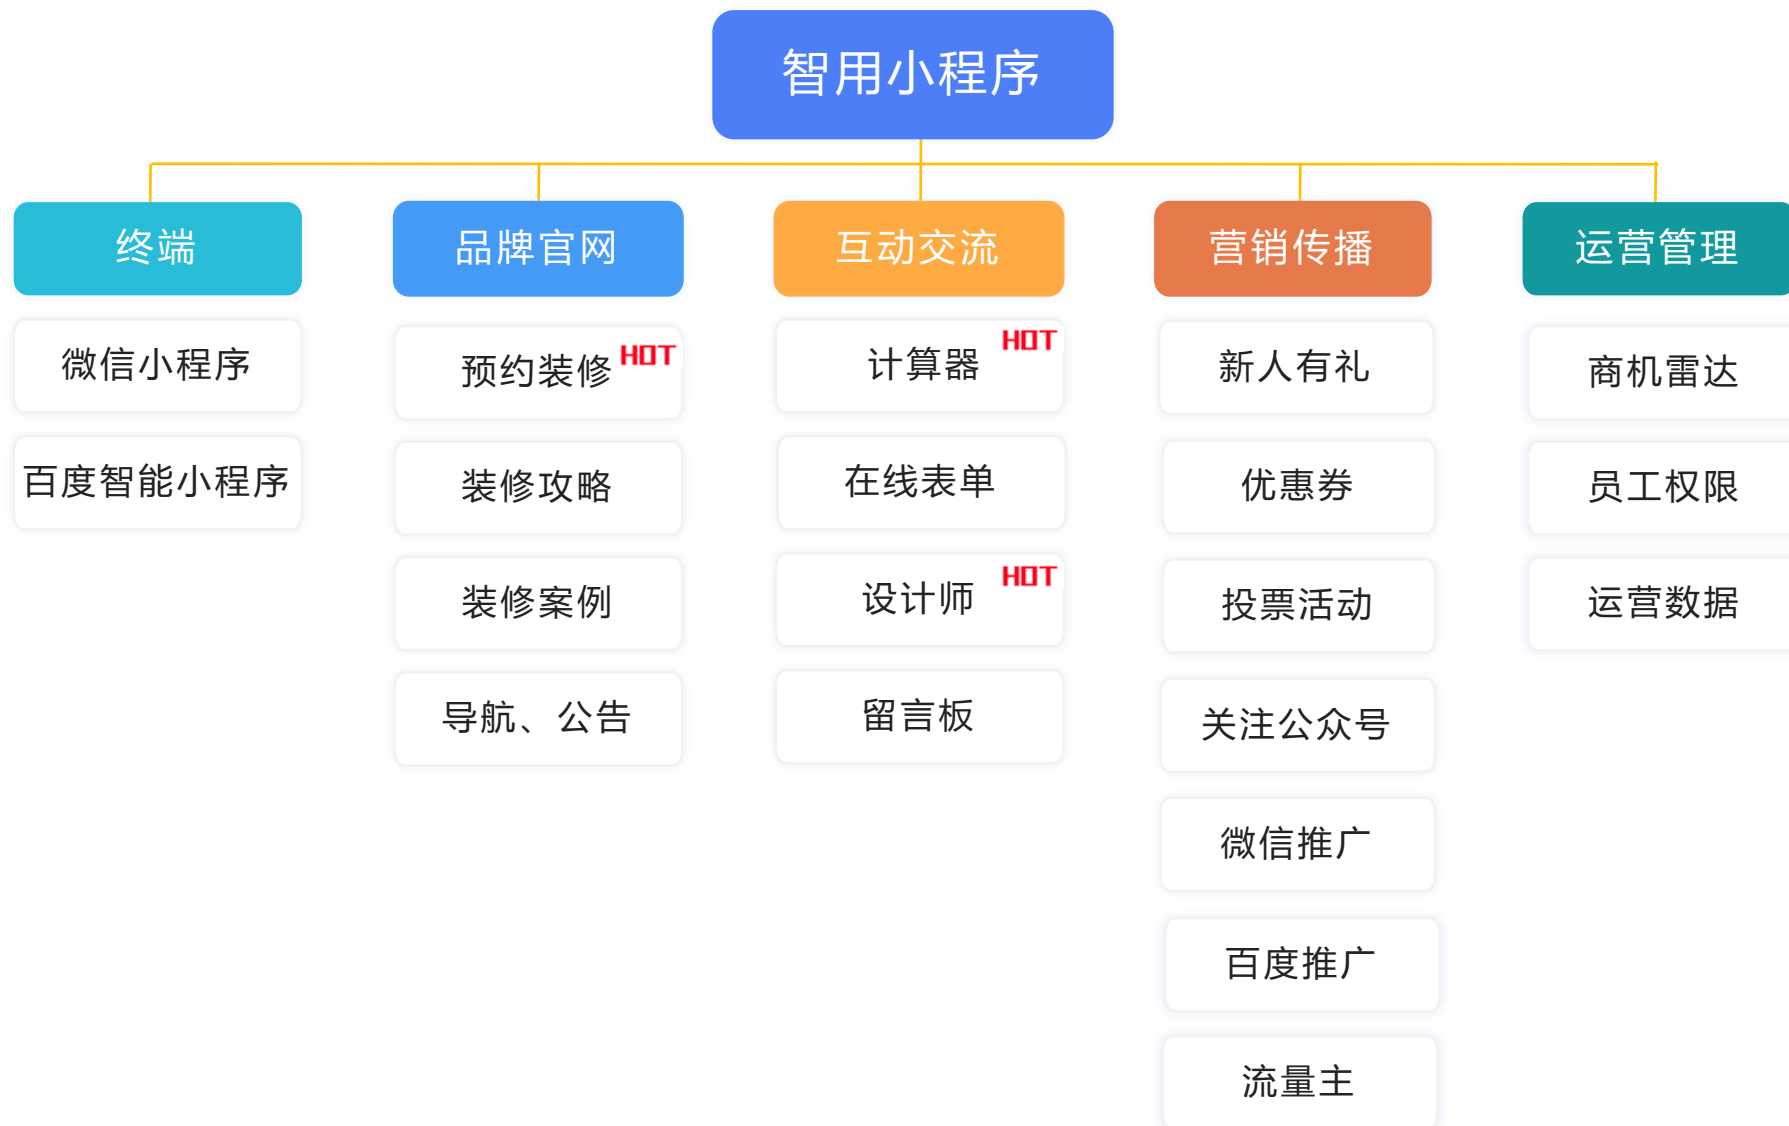 智用小程序
终端
微信小程序
百度智能小程序
品牌官网
预约装修 HOT
装修攻略
装修案例
导航、公告
互动交流
计算器 HOT
在线表单
设计师 HOT
留言板
营销传播
新人有礼
优惠券
投票活动
关注公众号
微信推广
百度推广
流量主
运营管理
商机雷达
员工权限
运营数据